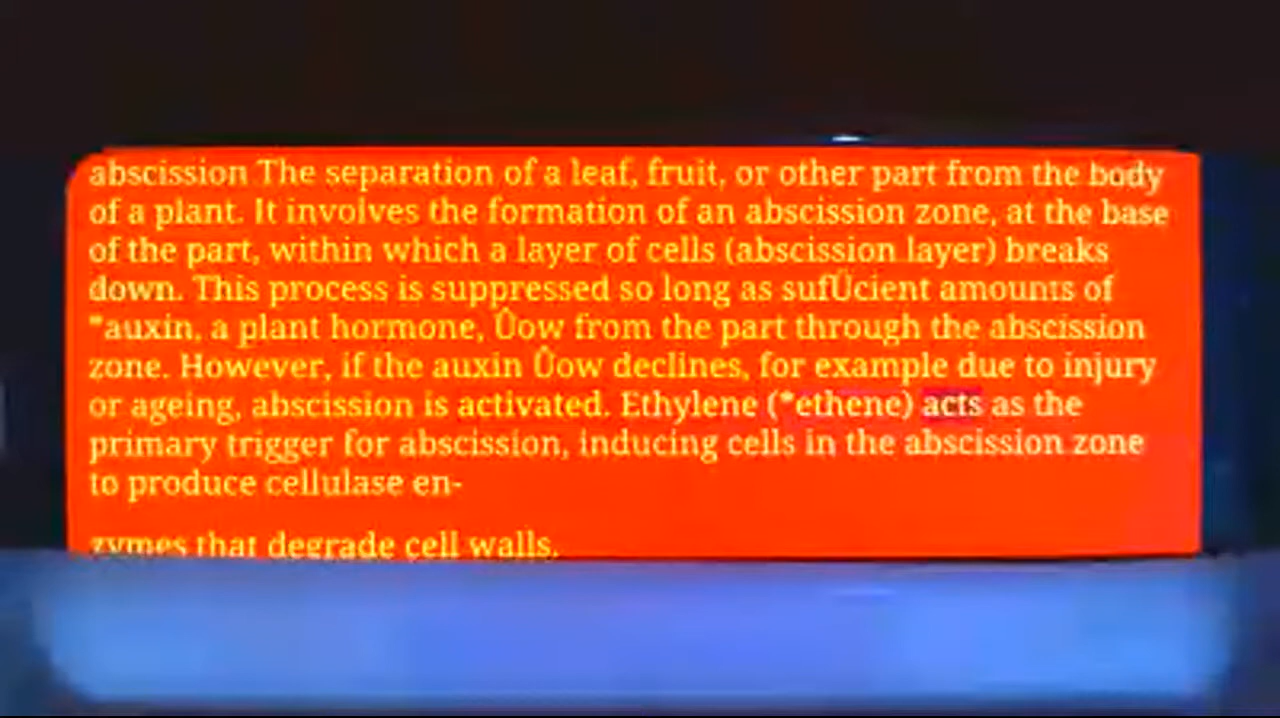 abscission The separation of a leaf, fruit, or other part from the body
of a plant. It involves the formation of an abscission zone, at the base
of the part, within which a layer of cells (abscission layer) breaks
down. This process is suppressed so long as sufÛcient amounts of
*auxin, a plant hormone, Ûow from the part through the abscission
zone. However, if the auxin Ûow declines, for example due to injury
or ageing, abscission is activated. Ethylene (*ethene) acts as the
primary trigger for abscission, inducing cells in the abscission zone
to produce cellulase en-
zymes that degrade cell walls.